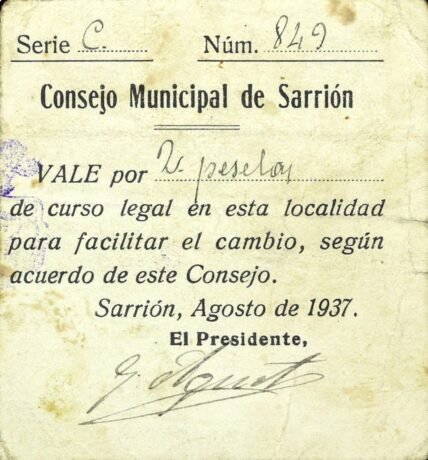 Serie C. Núm. 849
Consejo Municipal de Sarrión
VALE por 2 pesetas
de curso legal en esta localidad
para facilitar el cambio, según
acuerdo de este Consejo.
Sarrión, Agosto de 1937.
El Presidente,